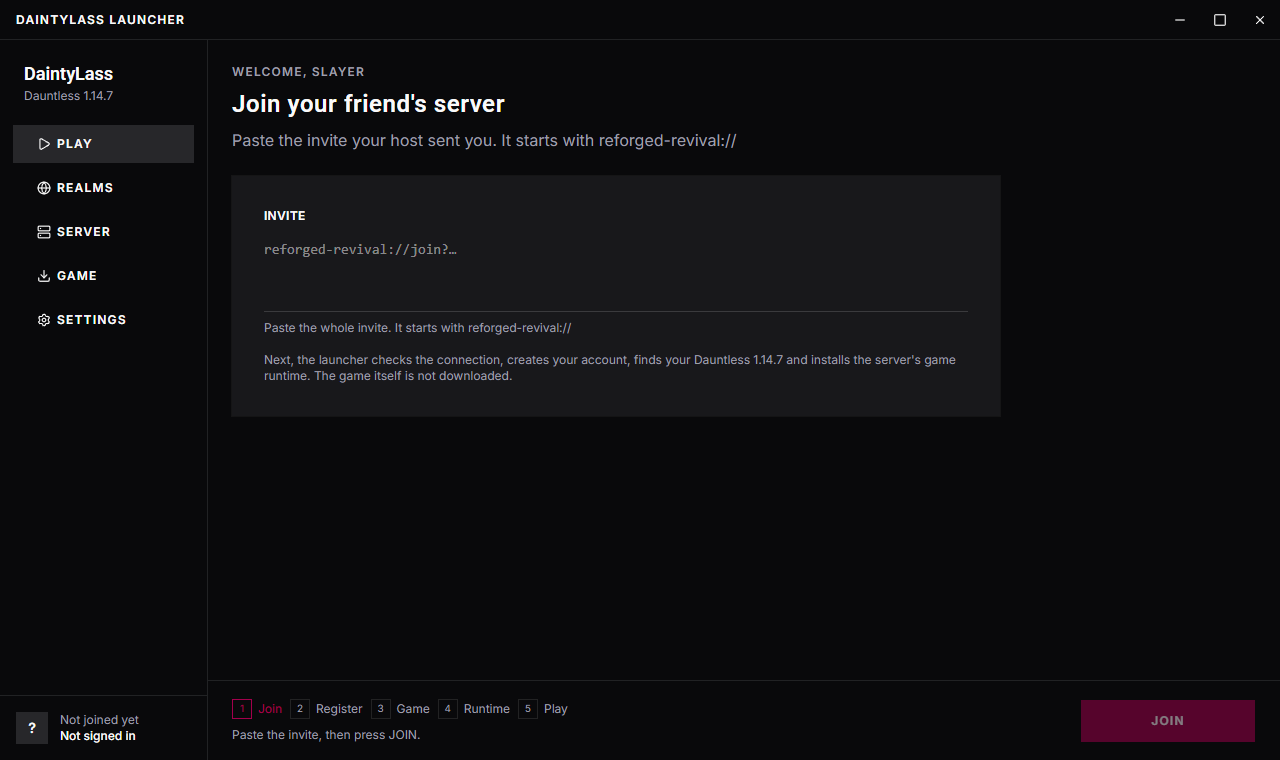 DAINTYLASS LAUNCHER
DaintyLass
Dauntless 1.14.7
PLAY
REALMS
SERVER
GAME
SETTINGS
? Not joined yet
Not signed in
WELCOME, SLAYER
Join your friend's server
Paste the invite your host sent you. It starts with reforged-revival://
INVITE
reforged-revival://join?…
Paste the whole invite. It starts with reforged-revival://
Next, the launcher checks the connection, creates your account, finds your Dauntless 1.14.7 and installs the server's game
runtime. The game itself is not downloaded.
1 Join 2 Register 3 Game 4 Runtime 5 Play
Paste the invite, then press JOIN.
JOIN